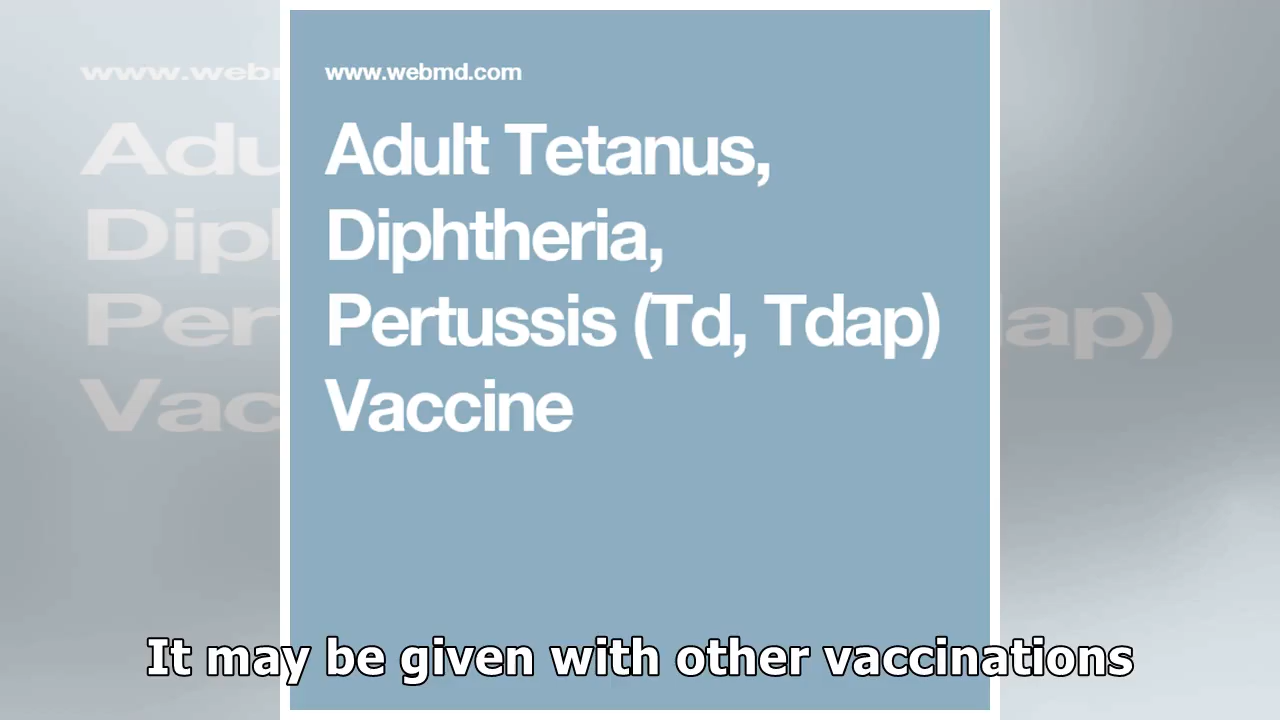 www.webmd.com
Adult Tetanus,
Diphtheria,
Pertussis (Td, Tdap)
Vaccine
It may be given with other vaccinations